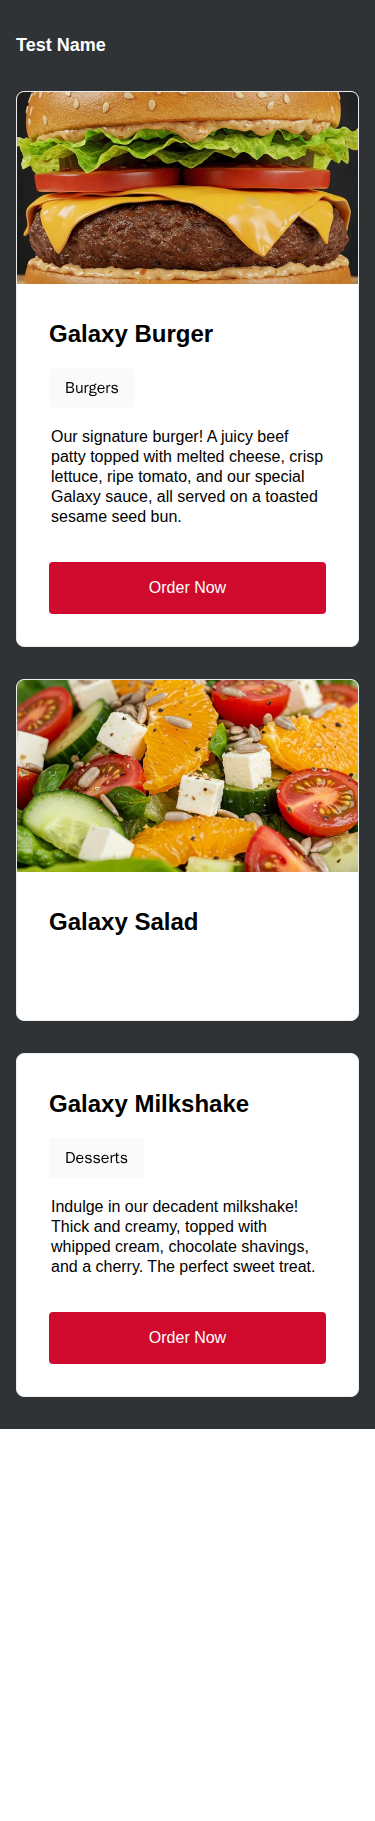 Test Name
Galaxy Burger
Burgers
Our signature burger! A juicy beef
patty topped with melted cheese, crisp
lettuce, ripe tomato, and our special
Galaxy sauce, all served on a toasted
sesame seed bun.
Order Now
Galaxy Salad
Galaxy Milkshake
Desserts
Indulge in our decadent milkshake!
Thick and creamy, topped with
whipped cream, chocolate shavings,
and a cherry. The perfect sweet treat.
Order Now